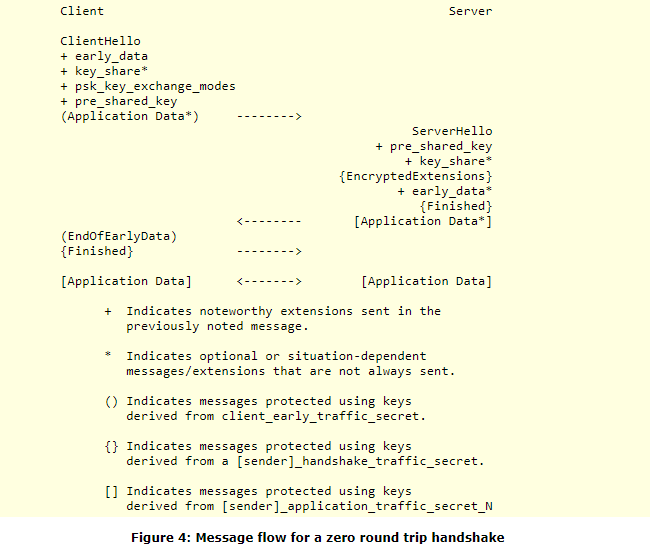 Client Server
ClientHello
+ early_data
+ key_share*
+ psk_key_exchange_modes
+ pre_shared_key
(Application Data*) -------->
ServerHello
+ pre_shared_key
+ key_share*
{EncryptedExtensions}
+ early_data*
{Finished}
<-------- [Application Data*]
(EndOfEarlyData)
{Finished} -------->
[Application Data] <-------> [Application Data]
+ Indicates noteworthy extensions sent in the
previously noted message.
* Indicates optional or situation-dependent
messages/extensions that are not always sent.
() Indicates messages protected using keys
derived from client_early_traffic_secret.
{} Indicates messages protected using keys
derived from a [sender]_handshake_traffic_secret.
[] Indicates messages protected using keys
derived from [sender]_application_traffic_secret_N
Figure 4: Message flow for a zero round trip handshake